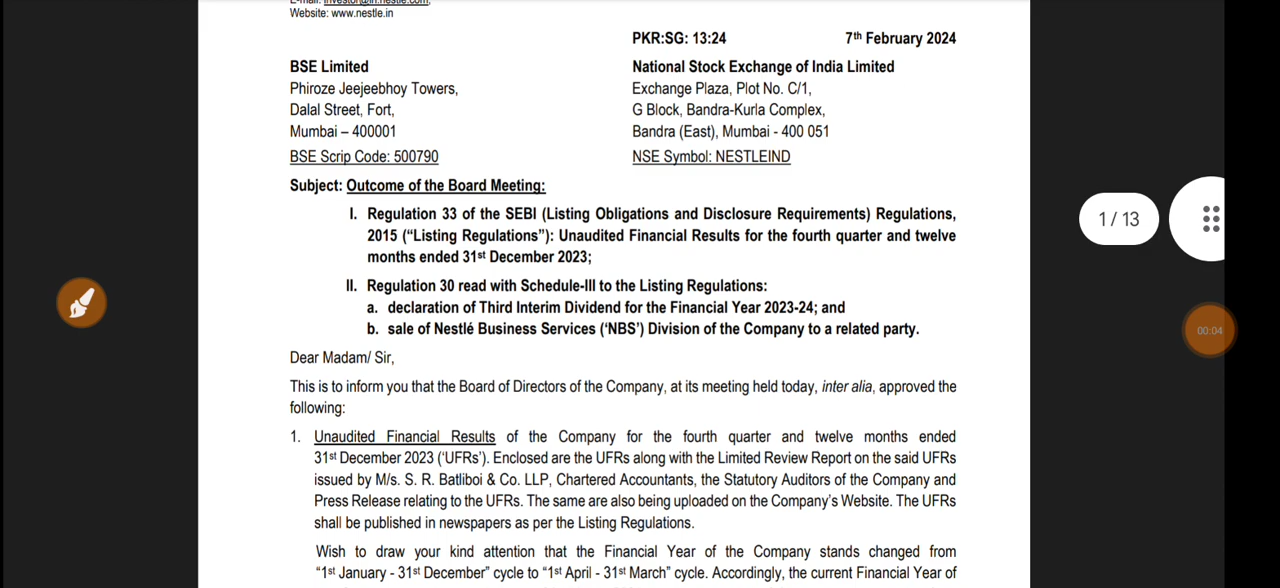 E-mail: investor@in.nestle.com,
Website: www.nestle.in
PKR:SG: 13:24 7th February 2024
BSE Limited National Stock Exchange of India Limited
Phiroze Jeejeebhoy Towers, Exchange Plaza, Plot No. C/1,
Dalal Street, Fort, G Block, Bandra-Kurla Complex,
Mumbai – 400001 Bandra (East), Mumbai - 400 051
BSE Scrip Code: 500790 NSE Symbol: NESTLEIND
Subject: Outcome of the Board Meeting:
I. Regulation 33 of the SEBI (Listing Obligations and Disclosure Requirements) Regulations,
2015 (“Listing Regulations”): Unaudited Financial Results for the fourth quarter and twelve
months ended 31st December 2023;
II. Regulation 30 read with Schedule-III to the Listing Regulations:
a. declaration of Third Interim Dividend for the Financial Year 2023-24; and
b. sale of Nestlé Business Services (‘NBS’) Division of the Company to a related party.
Dear Madam/ Sir,
This is to inform you that the Board of Directors of the Company, at its meeting held today, inter alia, approved the
following:
1. Unaudited Financial Results of the Company for the fourth quarter and twelve months ended
31st December 2023 (‘UFRs’). Enclosed are the UFRs along with the Limited Review Report on the said UFRs
issued by M/s. S. R. Batliboi & Co. LLP, Chartered Accountants, the Statutory Auditors of the Company and
Press Release relating to the UFRs. The same are also being uploaded on the Company’s Website. The UFRs
shall be published in newspapers as per the Listing Regulations.
Wish to draw your kind attention that the Financial Year of the Company stands changed from
“1st January - 31st December” cycle to “1st April - 31st March” cycle. Accordingly, the current Financial Year of
1 / 13
00:04